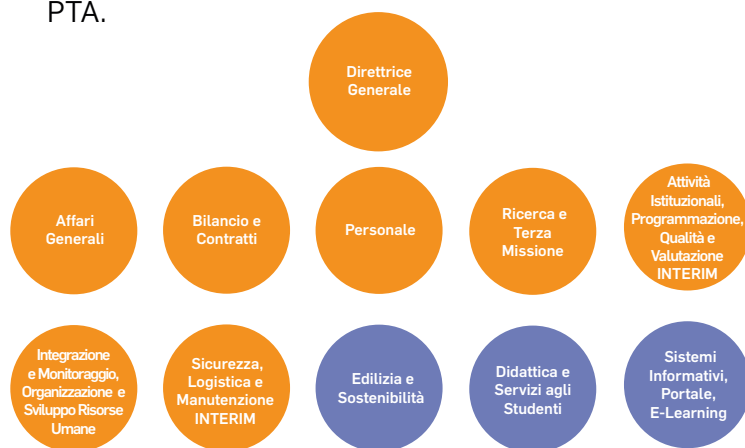 PTA.
Direttrice
Generale
Affari
Generali
Bilancio e
Contratti
Personale
Ricerca e
Terza
Missione
Attività
Istituzionali,
Programmazione,
Qualità e
Valutazione
INTERIM
Integrazione
e Monitoraggio,
Organizzazione e
Sviluppo Risorse
Umane
Sicurezza,
Logistica e
Manutenzione
INTERIM
Edilizia e
Sostenibilità
Didattica e
Servizi agli
Studenti
Sistemi
Informativi,
Portale,
E-Learning